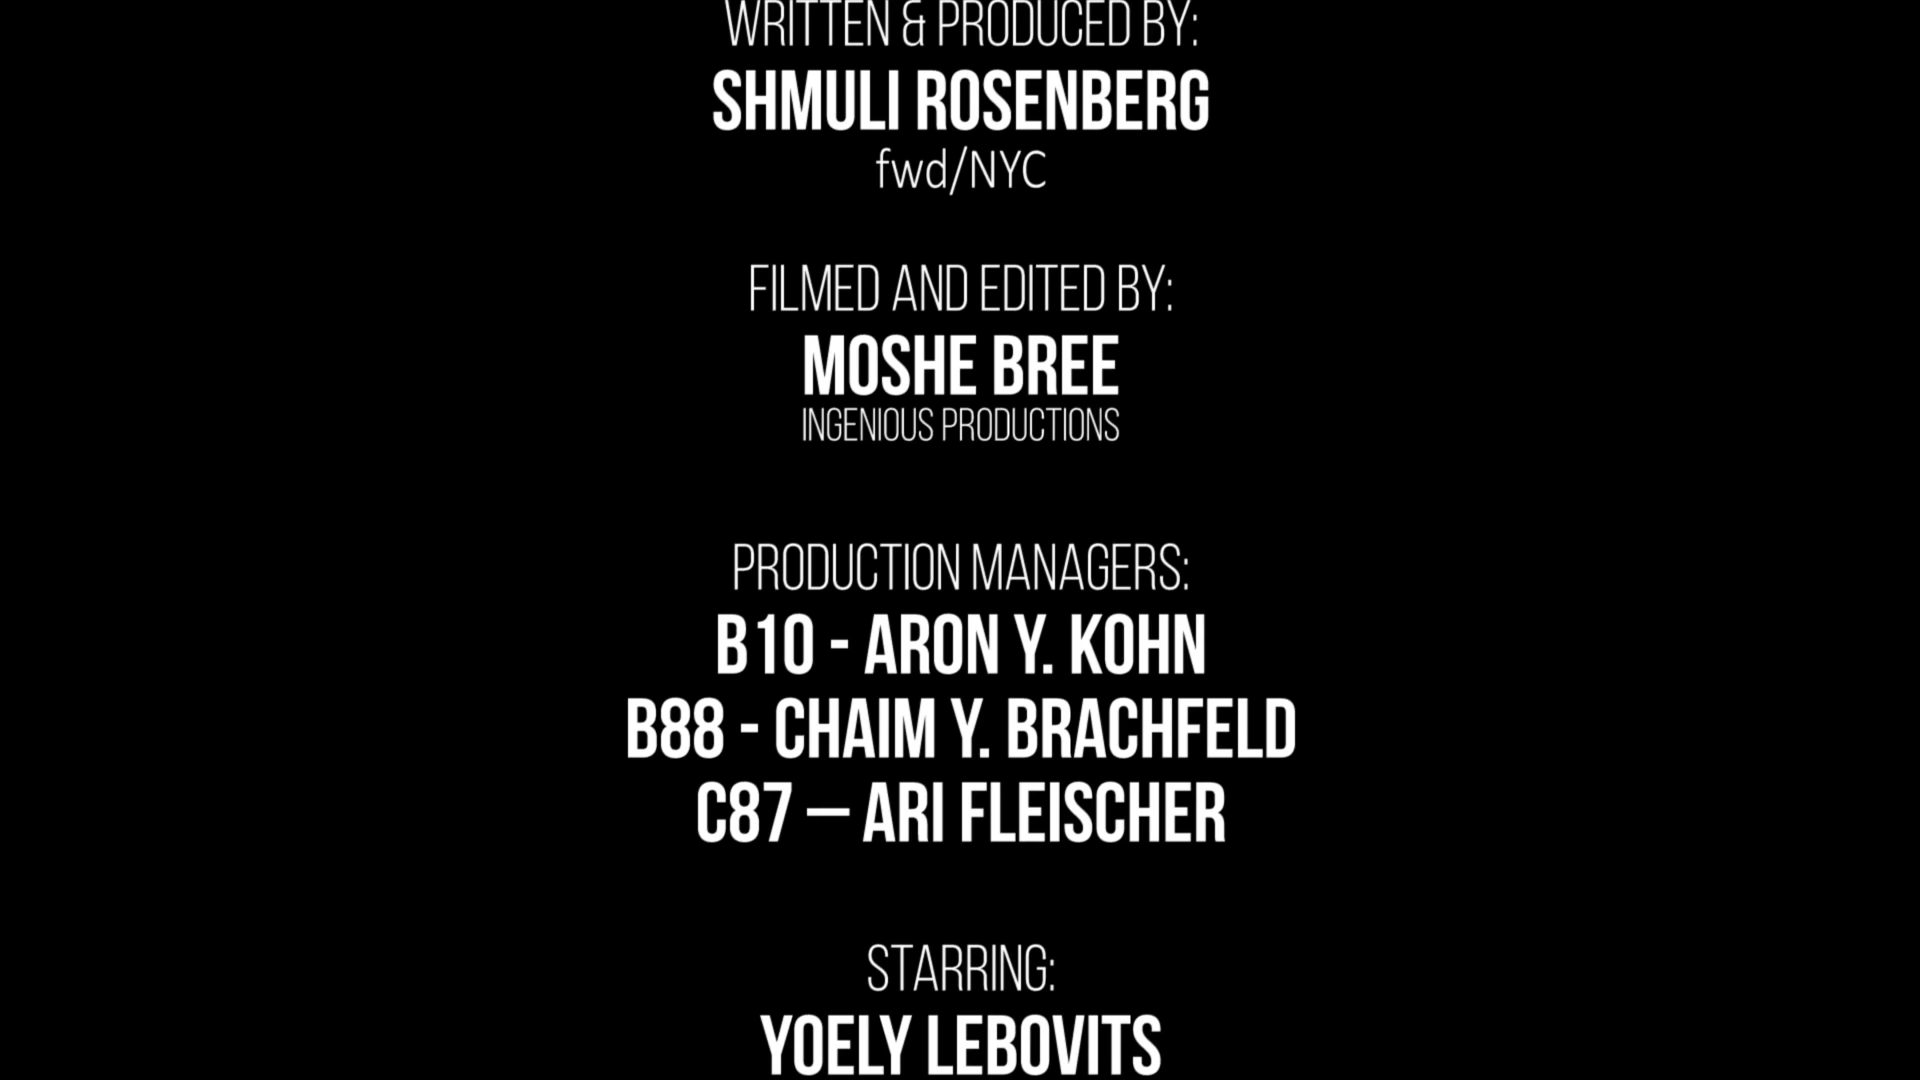 WRITTEN & PRODUCED BY:
SHMULI ROSENBERG
fwd/NYC
FILMED AND EDITED BY:
MOSHE BREE
INGENIOUS PRODUCTIONS
PRODUCTION MANAGERS:
B10 - ARON Y. KOHN
B88 - CHAIM Y. BRACHFELD
C87 – ARI FLEISCHER
STARRING:
YOELY LEBOVITS